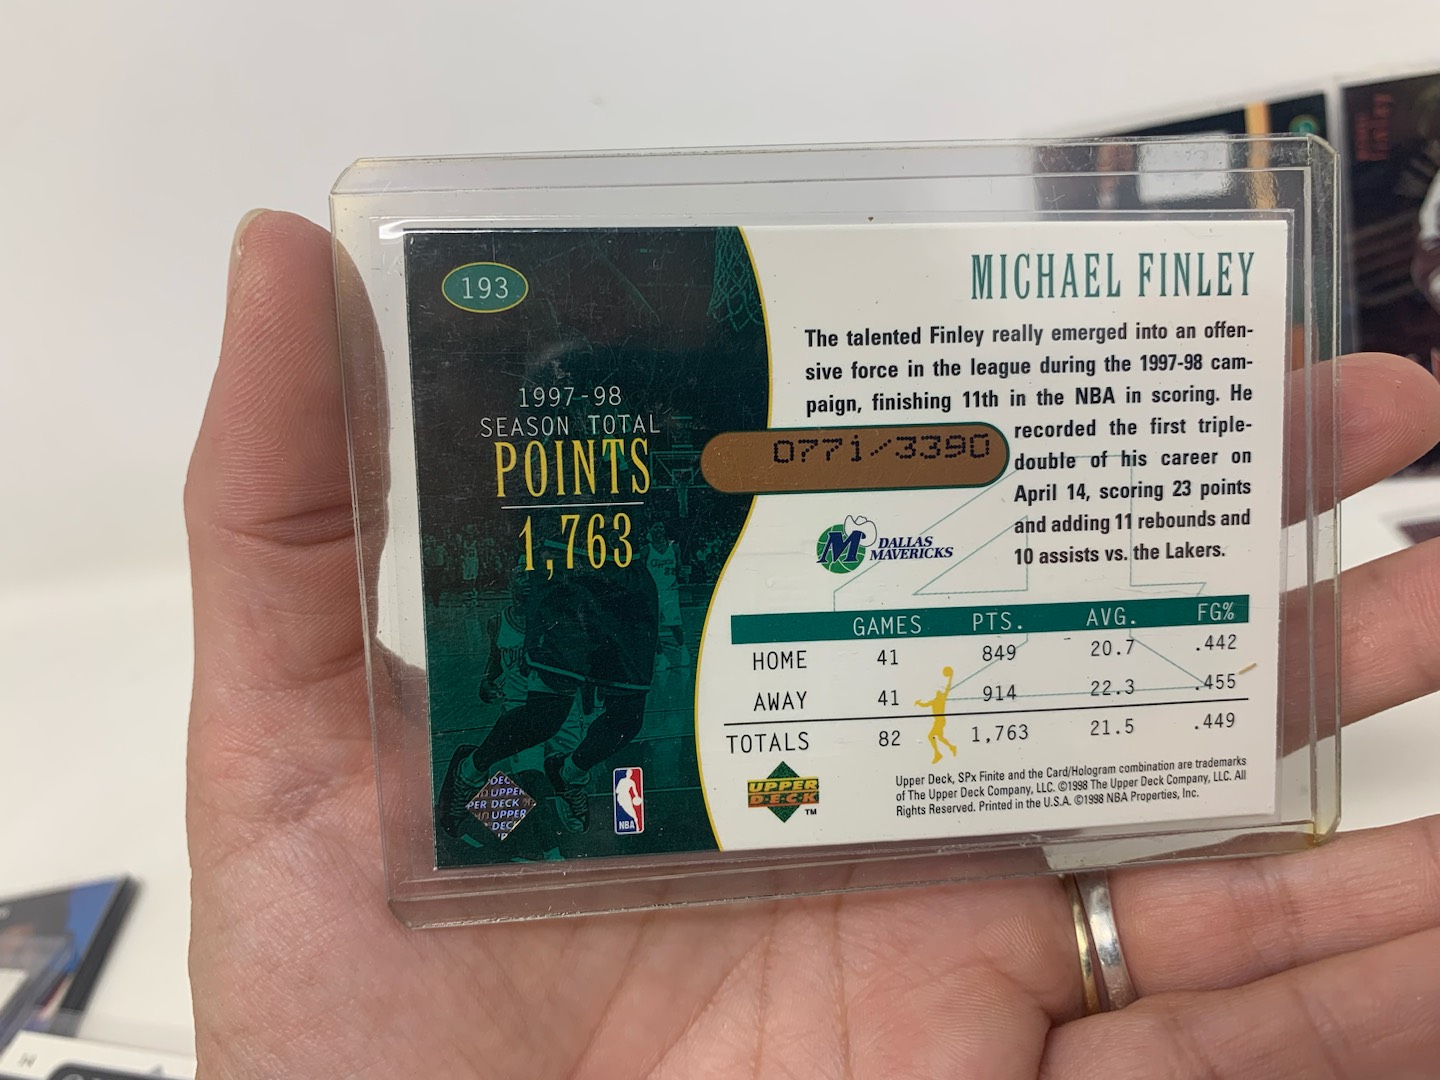 193
1997-98
SEASON TOTAL
POINTS
1,763
MICHAEL FINLEY
The talented Finley really emerged into an offen-
sive force in the league during the 1997-98 cam-
paign, finishing 11th in the NBA in scoring. He
recorded the first triple-
double of his career on
April 14, scoring 23 points
and adding 11 rebounds and
10 assists vs. the Lakers.
0771/3390
M DALLAS
MAVERICKS
GAMES PTS. AVG. FG%
HOME 41 849 20.7 .442
AWAY 41 914 22.3 .455
TOTALS 82 1,763 21.5 .449
UPPER
DECK
TM
Upper Deck, SPx Finite and the Card/Hologram combination are trademarks
of The Upper Deck Company, LLC. ©1998 The Upper Deck Company, LLC. All
Rights Reserved. Printed in the U.S.A. ©1998 NBA Properties, Inc.
NBA
UPPER
PER DECK
UPPER